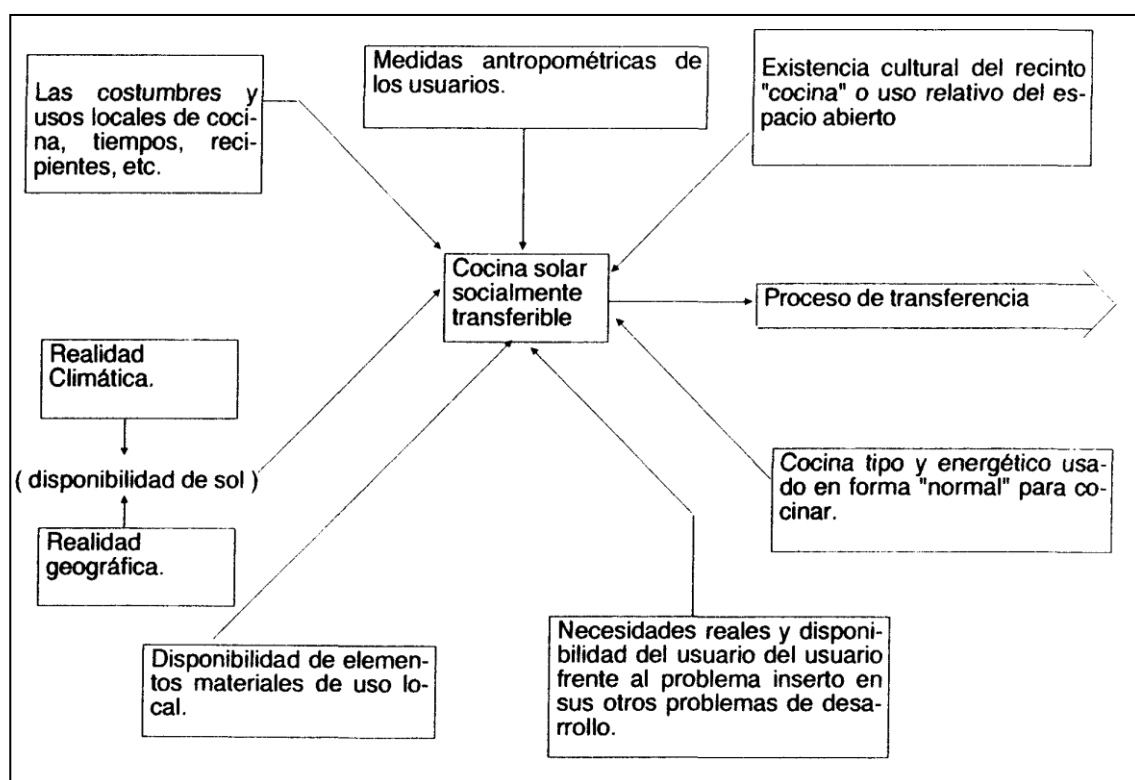 Las costumbres y
usos locales de coci-
na, tiempos, reci-
pientes, etc.
Medidas antropométricas de
los usuarios.
Existencia cultural del recinto
"cocina" o uso relativo del es-
pacio abierto
Cocina solar
socialmente
transferible
Proceso de transferencia
Realidad
Climática.
( disponibilidad de sol )
Realidad
geográfica.
Cocina tipo y energético usa-
do en forma "normal" para co-
cinar.
Disponibilidad de elemen-
tos materiales de uso lo-
cal.
Necesidades reales y disponi-
bilidad del usuario del usuario
frente al problema inserto en
sus otros problemas de desa-
rrollo.